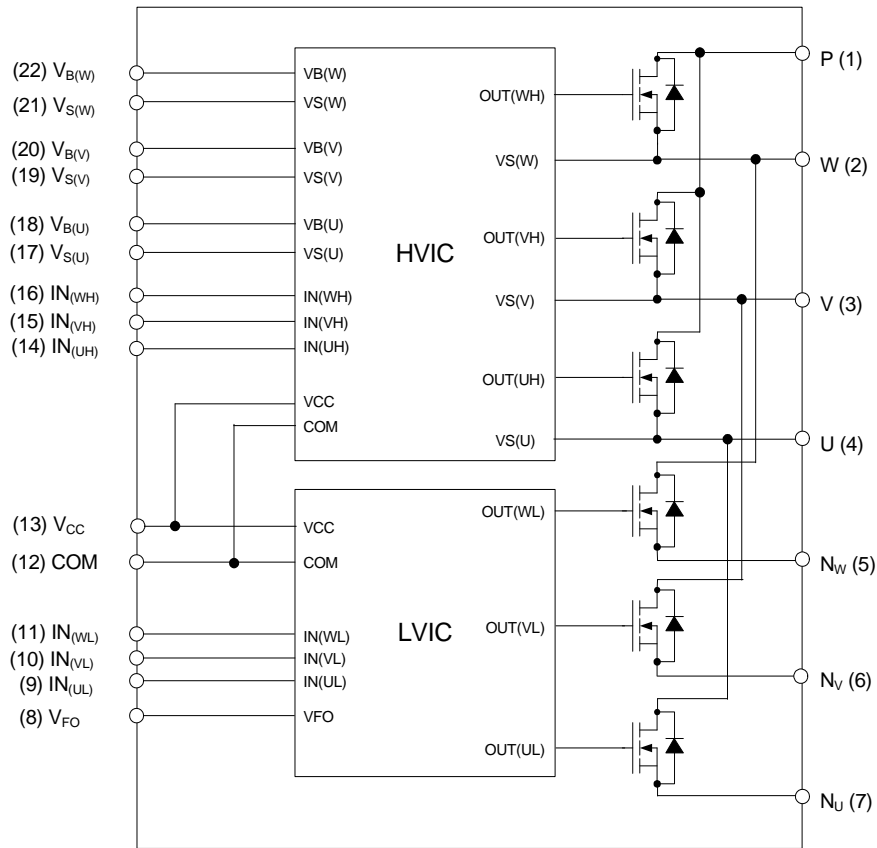 (22) VB(W)
(21) VS(W)
(20) VB(V)
(19) VS(V)
(18) VB(U)
(17) VS(U)
(16) IN(WH)
(15) IN(VH)
(14) IN(UH)
(13) VCC
(12) COM
(11) IN(WL)
(10) IN(VL)
(9) IN(UL)
(8) VFO
VB(W)
VS(W)
VB(V)
VS(V)
VB(U)
VS(U)
IN(WH)
IN(VH)
IN(UH)
VCC
COM
HVIC
OUT(WH)
VS(W)
OUT(VH)
VS(V)
OUT(UH)
VS(U)
VCC
COM
IN(WL)
IN(VL)
IN(UL)
VFO
LVIC
OUT(WL)
OUT(VL)
OUT(UL)
P (1)
W (2)
V (3)
U (4)
NW (5)
NV (6)
NU (7)